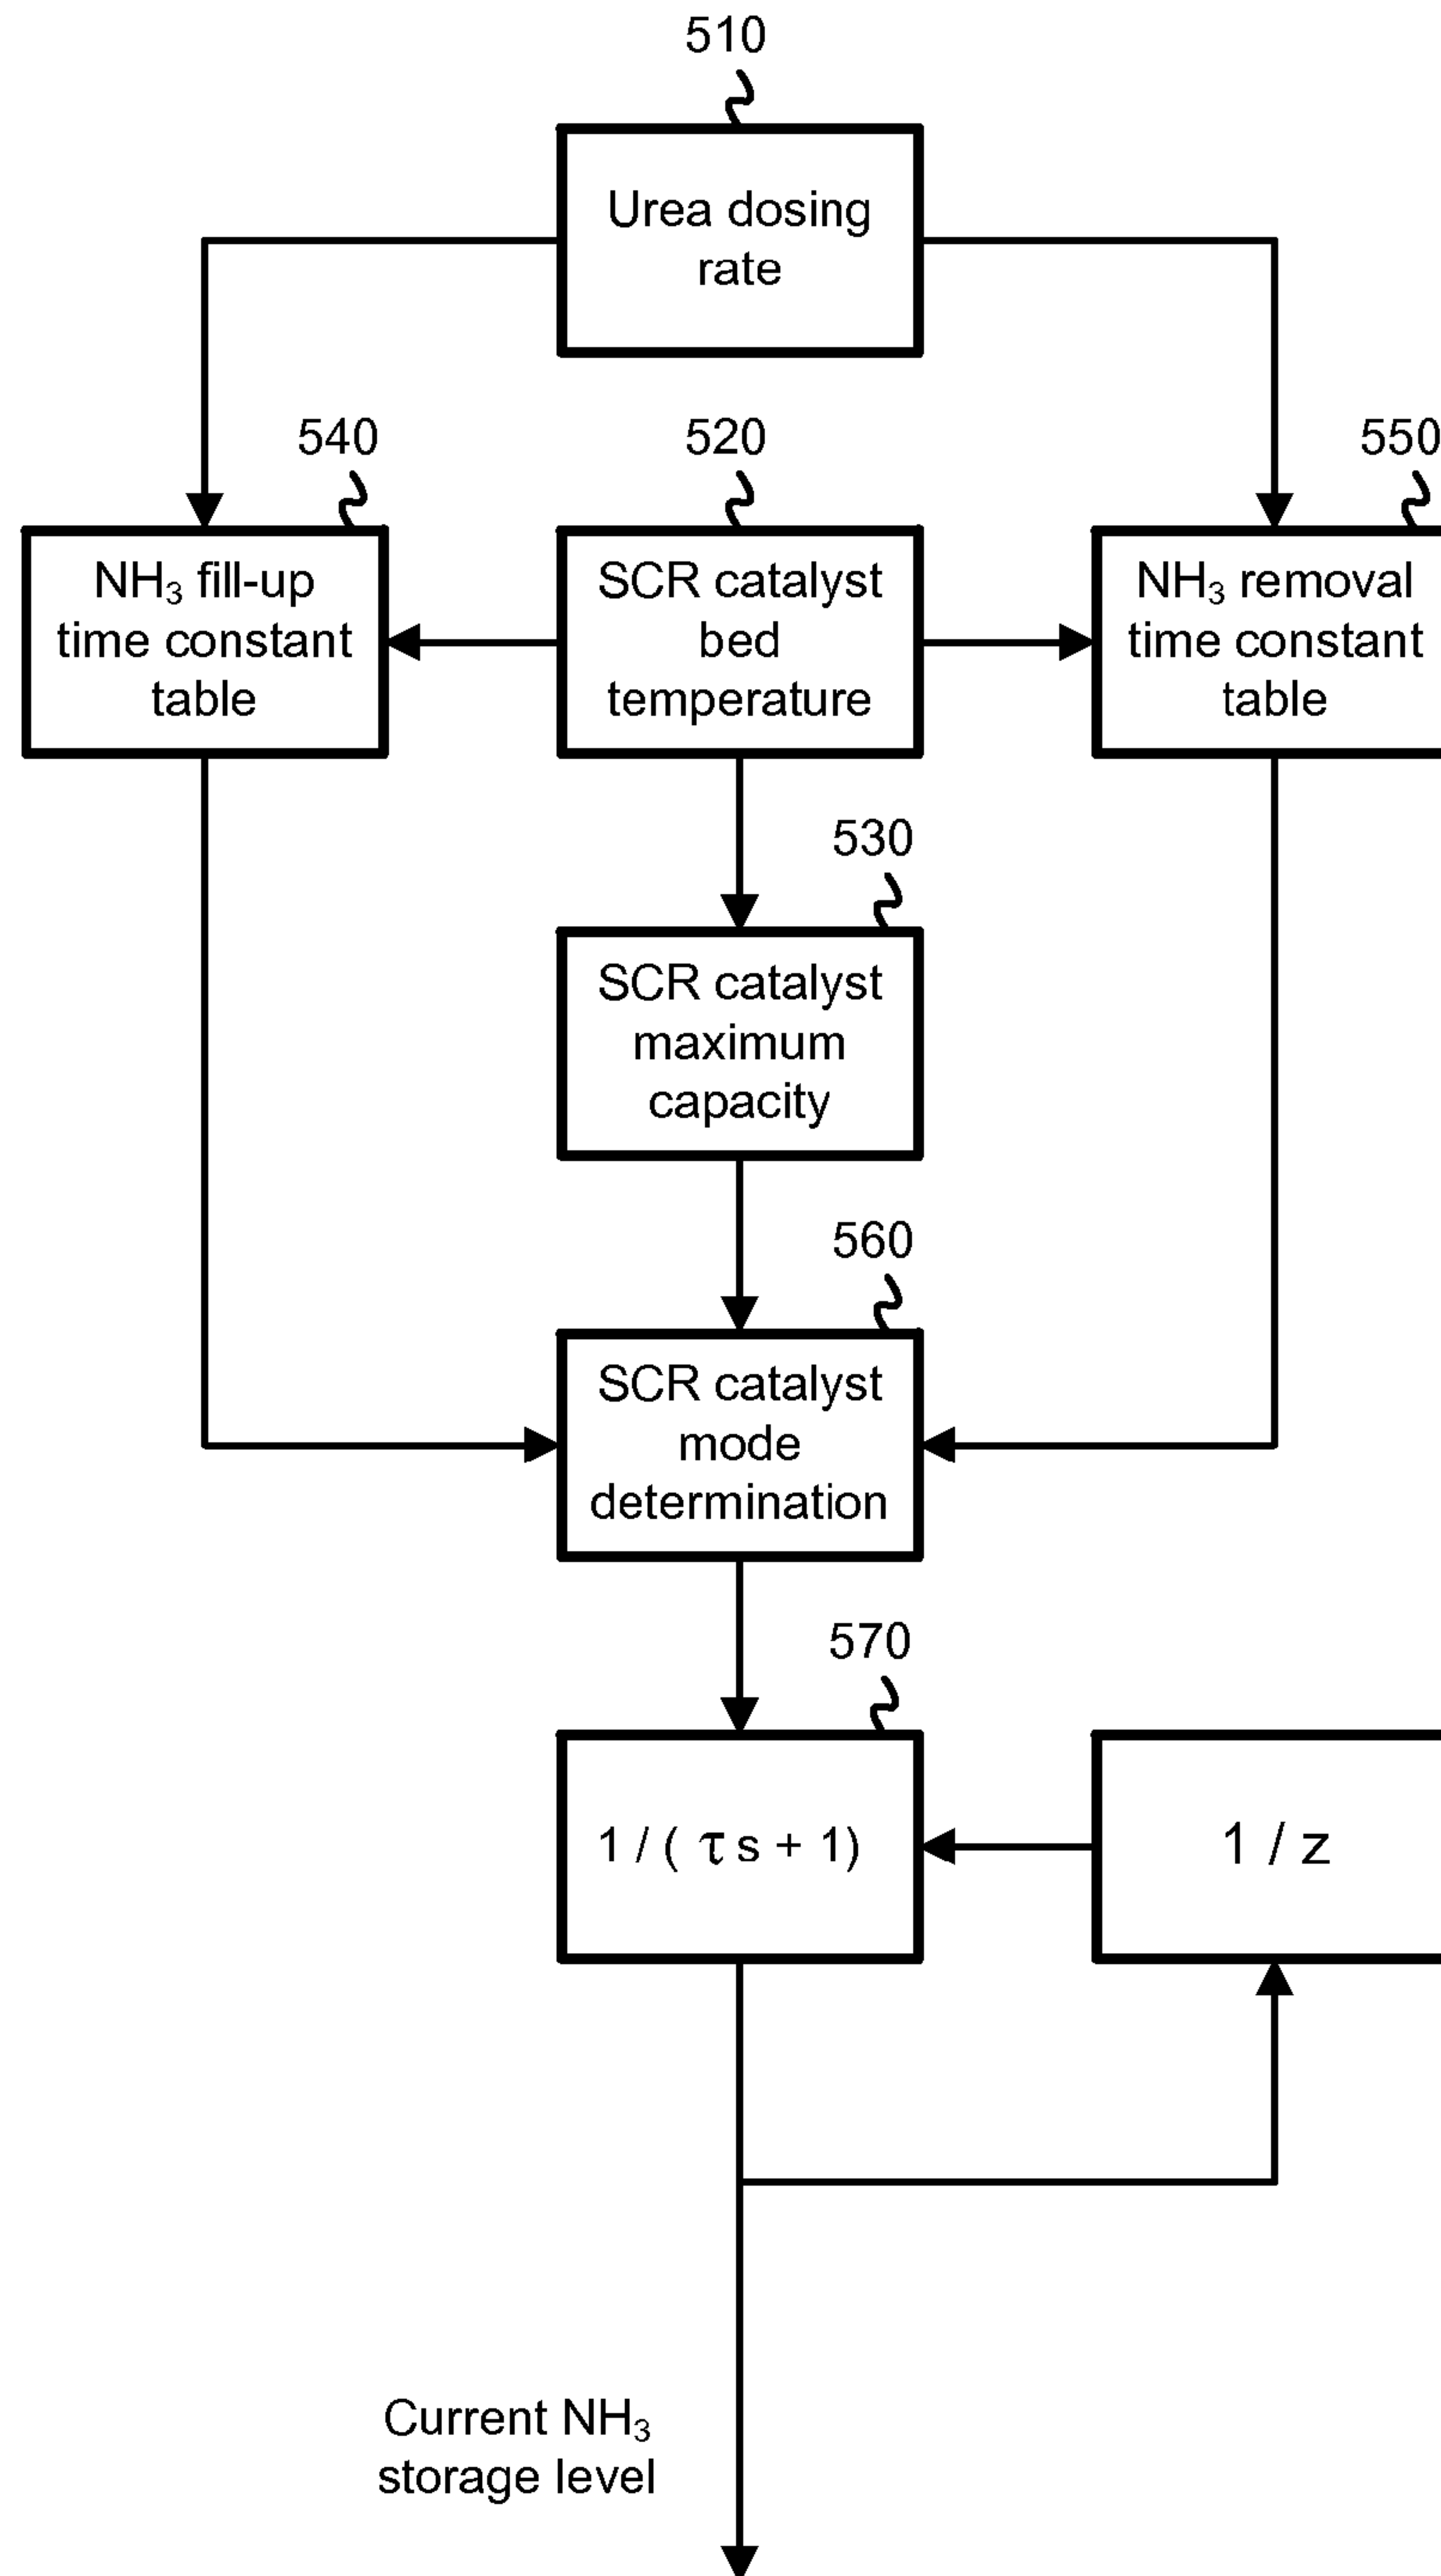 510
Urea dosing
rate
540
520
550
NH₃ fill-up
time constant
table
SCR catalyst
bed
temperature
NH₃ removal
time constant
table
530
SCR catalyst
maximum
capacity
560
SCR catalyst
mode
determination
570
1 / ( τ s + 1)
1 / z
Current NH₃
storage level